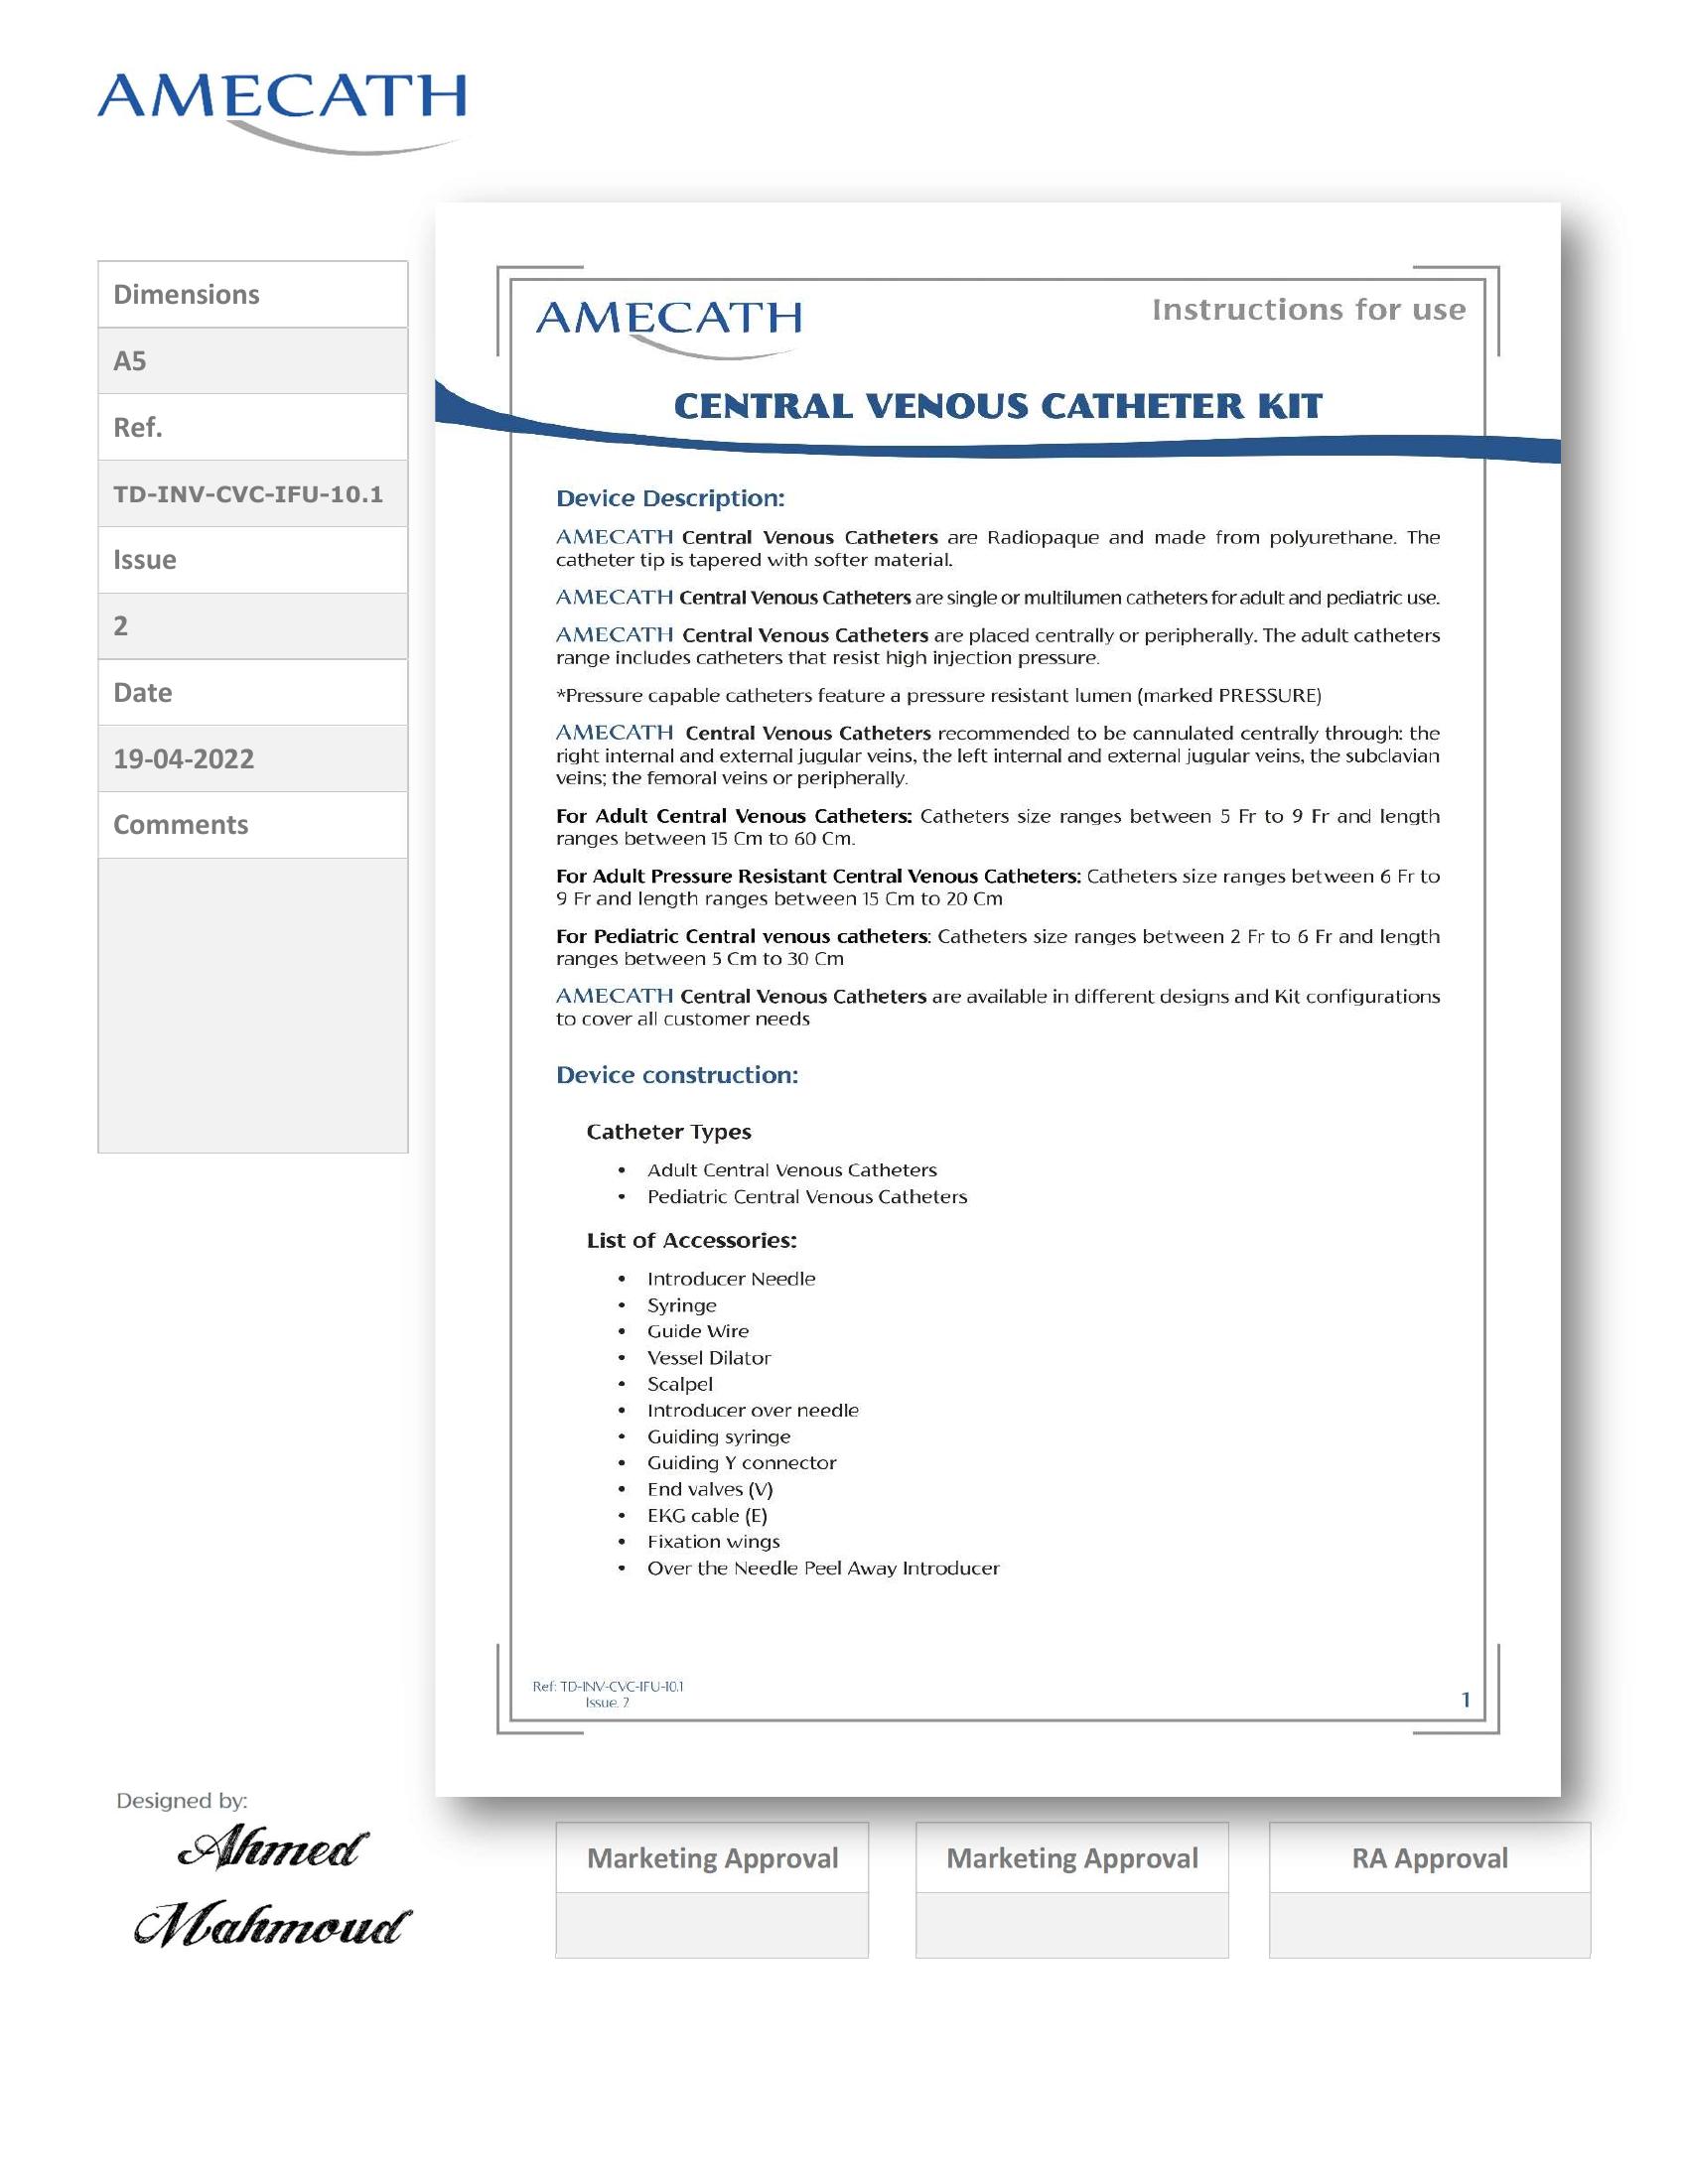 AMECATH
Dimensions
A5
Ref.
TD-INV-CVC-IFU-10.1
Issue
2
Date
19-04-2022
Comments
AMECATH
Instructions for use
CENTRAL VENOUS CATHETER KIT
Device Description:
AMECATH Central Venous Catheters are Radiopaque and made from polyurethane. The
catheter tip is tapered with softer material.
AMECATH Central Venous Catheters are single or multilumen catheters for adult and pediatric use.
AMECATH Central Venous Catheters are placed centrally or peripherally. The adult catheters
range includes catheters that resist high injection pressure.
*Pressure capable catheters feature a pressure resistant lumen (marked PRESSURE)
AMECATH Central Venous Catheters recommended to be cannulated centrally through: the
right internal and external jugular veins, the left internal and external jugular veins, the subclavian
veins; the femoral veins or peripherally.
For Adult Central Venous Catheters: Catheters size ranges between 5 Fr to 9 Fr and length
ranges between 15 Cm to 60 Cm.
For Adult Pressure Resistant Central Venous Catheters: Catheters size ranges between 6 Fr to
9 Fr and length ranges between 15 Cm to 20 Cm
For Pediatric Central venous catheters: Catheters size ranges between 2 Fr to 6 Fr and length
ranges between 5 Cm to 30 Cm
AMECATH Central Venous Catheters are available in different designs and Kit configurations
to cover all customer needs
Device construction:
Catheter Types
• Adult Central Venous Catheters
• Pediatric Central Venous Catheters
List of Accessories:
• Introducer Needle
• Syringe
• Guide Wire
• Vessel Dilator
• Scalpel
• Introducer over needle
• Guiding syringe
• Guiding Y connector
• End valves (V)
• EKG cable (E)
• Fixation wings
• Over the Needle Peel Away Introducer
Ref: TD-INV-CVC-IFU-10.1
Issue. 2
1
Designed by:
Ahmed
Mahmoud
Marketing Approval
Marketing Approval
RA Approval